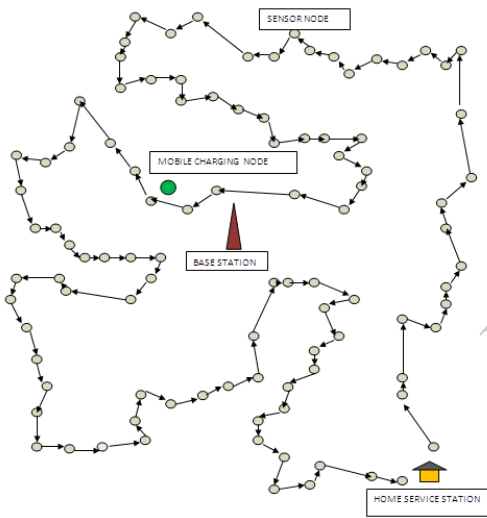 SENSOR NODE
MOBILE CHARGING NODE
BASE STATION
HOME SERVICE STATION